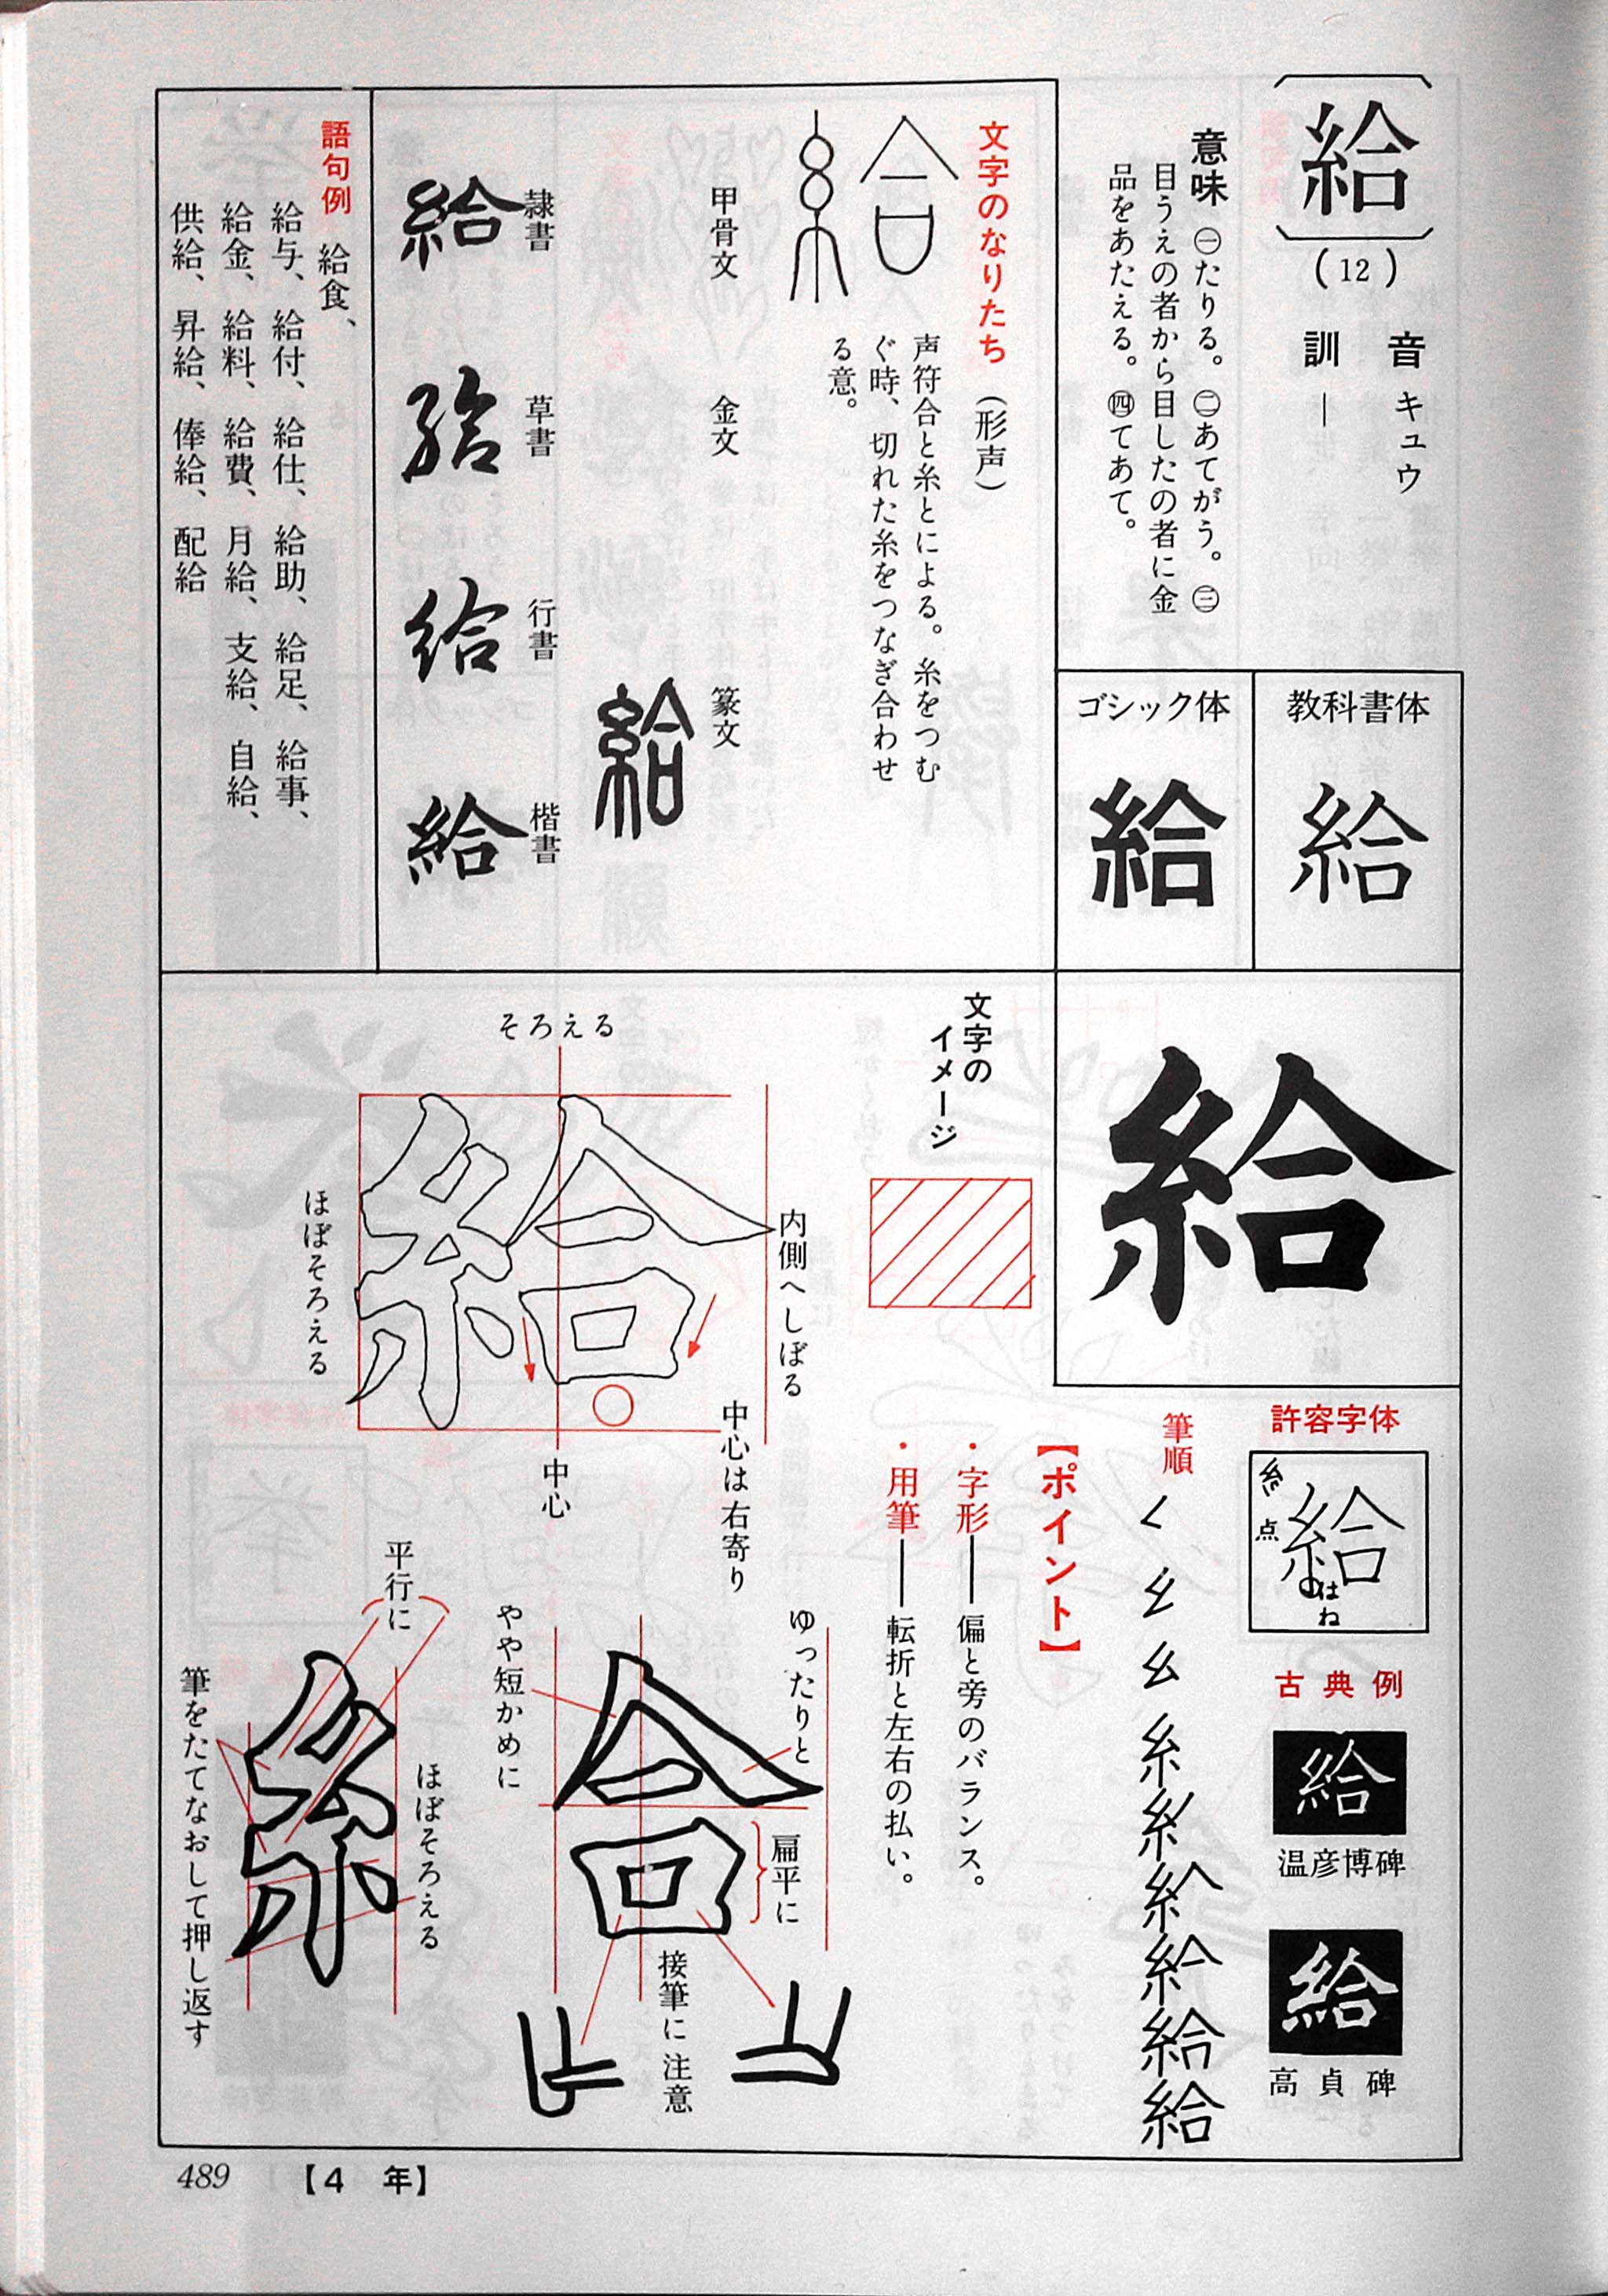 給
(12)
音 キュウ
訓 ―
意味 ㊀たりる。㊁あてがう。㊂
目うえの者から目したの者に金
品をあたえる。㊃てあて。
教科書体
給
ゴシック体
給
文字のなりたち（形声）
声符合と糸とによる。糸をつむ
ぐ時、切れた糸をつなぎ合わせ
る意。
甲骨文
金文
篆文
給
隷書
給
草書
給
行書
給
楷書
給
語句例 給食、
給与、給付、給仕、給助、給足、給事、
給金、給料、給費、月給、支給、自給、
供給、昇給、俸給、配給
給
許容字体
給
糸
点
はね
古典例
給
温彦博碑
給
高貞碑
筆順
給
【ポイント】
・字形―偏と旁のバランス。
・用筆―転折と左右の払い。
文字の
イメージ
そろえる
給
内側へしぼる
中心は右寄り
中心
ほぼそろえる
ゆったりと
合
扁平に
接筆に注意
やや短かめに
平行に
糸
ほぼそろえる
筆をたてなおして押し返す
489
【4 年】